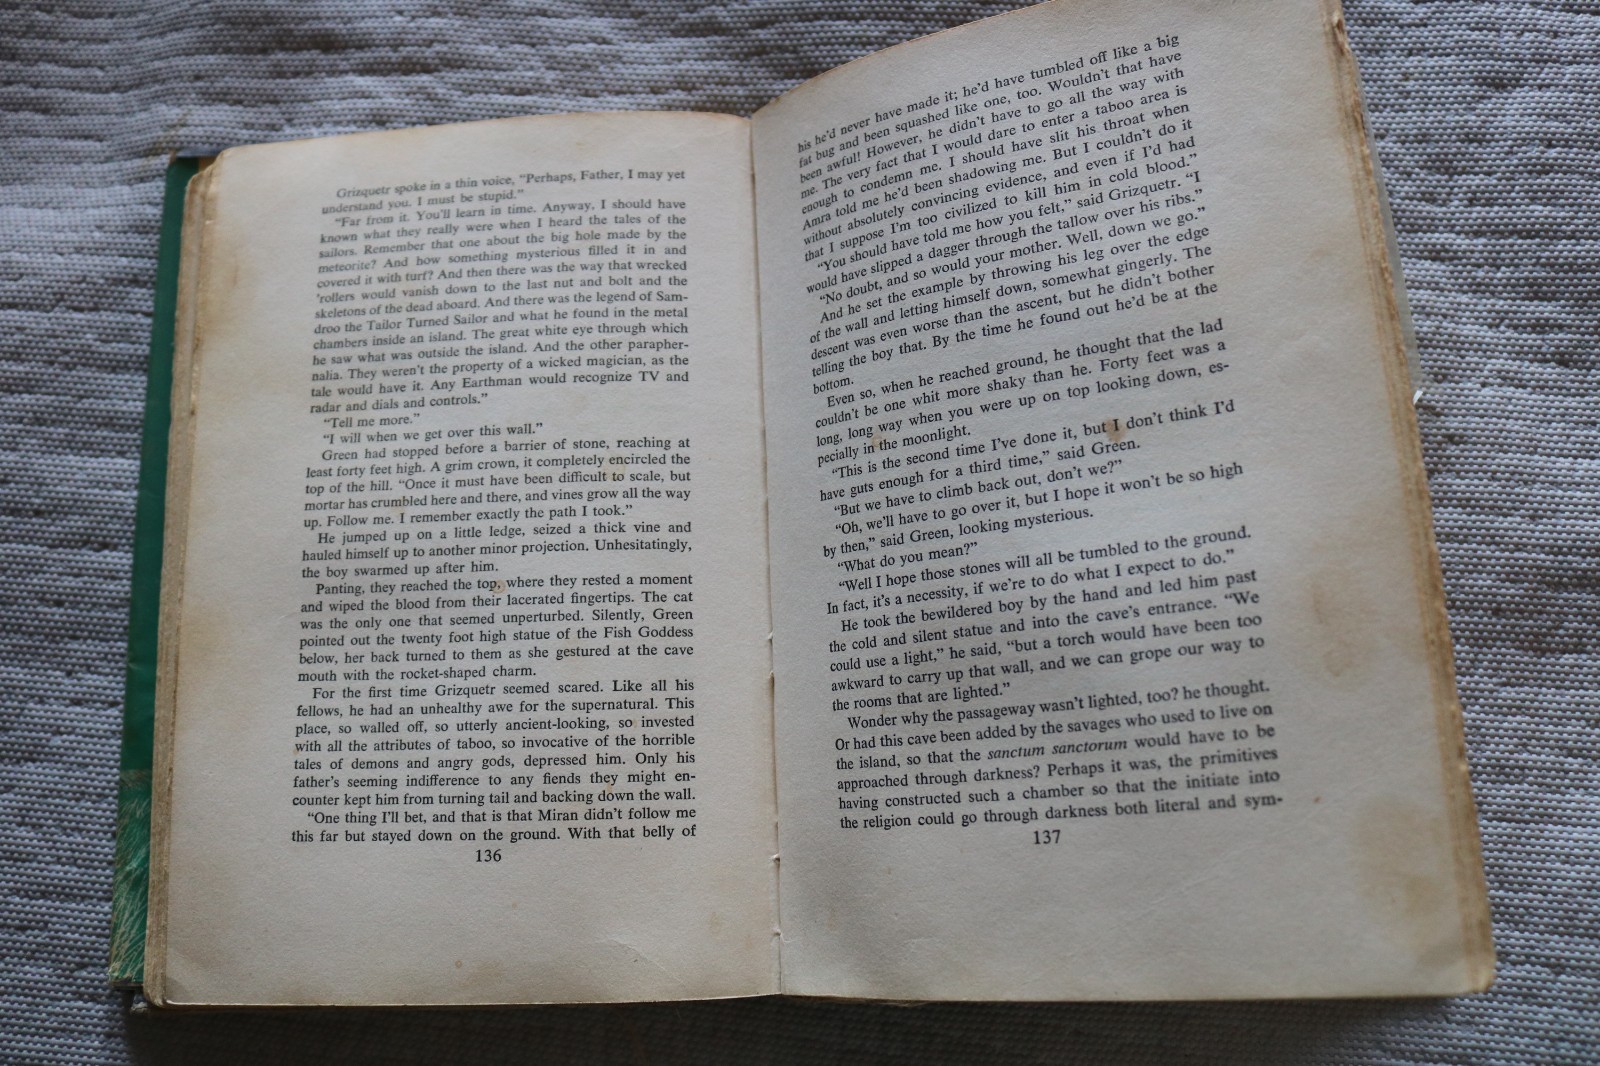 Grizquetr spoke in a thin voice, “Perhaps, Father, I may yet
understand you. I must be stupid.”
“Far from it. You’ll learn in time. Anyway, I should have
known what they really were when I heard the tales of the
sailors. Remember that one about the big hole made by the
meteorite? And how something mysterious filled it in and
covered it with turf? And then there was the way that wrecked
’rollers would vanish down to the last nut and bolt and the
skeletons of the dead aboard. And there was the legend of Sam-
droo the Tailor Turned Sailor and what he found in the metal
chambers inside an island. The great white eye through which
he saw what was outside the island. And the other parapher-
nalia. They weren’t the property of a wicked magician, as the
tale would have it. Any Earthman would recognize TV and
radar and dials and controls.”
“Tell me more.”
“I will when we get over this wall.”
Green had stopped before a barrier of stone, reaching at
least forty feet high. A grim crown, it completely encircled the
top of the hill. “Once it must have been difficult to scale, but
mortar has crumbled here and there, and vines grow all the way
up. Follow me. I remember exactly the path I took.”
He jumped up on a little ledge, seized a thick vine and
hauled himself up to another minor projection. Unhesitatingly,
the boy swarmed up after him.
Panting, they reached the top, where they rested a moment
and wiped the blood from their lacerated fingertips. The cat
was the only one that seemed unperturbed. Silently, Green
pointed out the twenty foot high statue of the Fish Goddess
below, her back turned to them as she gestured at the cave
mouth with the rocket-shaped charm.
For the first time Grizquetr seemed scared. Like all his
fellows, he had an unhealthy awe for the supernatural. This
place, so walled off, so utterly ancient-looking, so invested
with all the attributes of taboo, so invocative of the horrible
tales of demons and angry gods, depressed him. Only his
father’s seeming indifference to any fiends they might en-
counter kept him from turning tail and backing down the wall.
“One thing I’ll bet, and that is that Miran didn’t follow me
this far but stayed down on the ground. With that belly of
136
his he’d never have made it; he’d have tumbled off like a big
fat bug and been squashed like one, too. Wouldn’t that have
been awful! However, he didn’t have to go all the way with
me. The very fact that I would dare to enter a taboo area is
enough to condemn me. I should have slit his throat when
Amra told me he’d been shadowing me. But I couldn’t do it
without absolutely convincing evidence, and even if I’d had
that I suppose I’m too civilized to kill him in cold blood.”
“You should have told me how you felt,” said Grizquetr. “I
would have slipped a dagger through the tallow over his ribs.”
“No doubt, and so would your mother. Well, down we go.”
And he set the example by throwing his leg over the edge
of the wall and letting himself down, somewhat gingerly. The
descent was even worse than the ascent, but he didn’t bother
telling the boy that. By the time he found out he’d be at the
bottom.
Even so, when he reached ground, he thought that the lad
couldn’t be one whit more shaky than he. Forty feet was a
long, long way when you were up on top looking down, es-
pecially in the moonlight.
“This is the second time I’ve done it, but I don’t think I’d
have guts enough for a third time,” said Green.
“But we have to climb back out, don’t we?”
“Oh, we’ll have to go over it, but I hope it won’t be so high
by then,” said Green, looking mysterious.
“What do you mean?”
“Well I hope those stones will all be tumbled to the ground.
In fact, it’s a necessity, if we’re to do what I expect to do.”
He took the bewildered boy by the hand and led him past
the cold and silent statue and into the cave’s entrance. “We
could use a light,” he said, “but a torch would have been too
awkward to carry up that wall, and we can grope our way to
the rooms that are lighted.”
Wonder why the passageway wasn’t lighted, too? he thought.
Or had this cave been added by the savages who used to live on
the island, so that the sanctum sanctorum would have to be
approached through darkness? Perhaps it was, the primitives
having constructed such a chamber so that the initiate into
the religion could go through darkness both literal and sym-
137